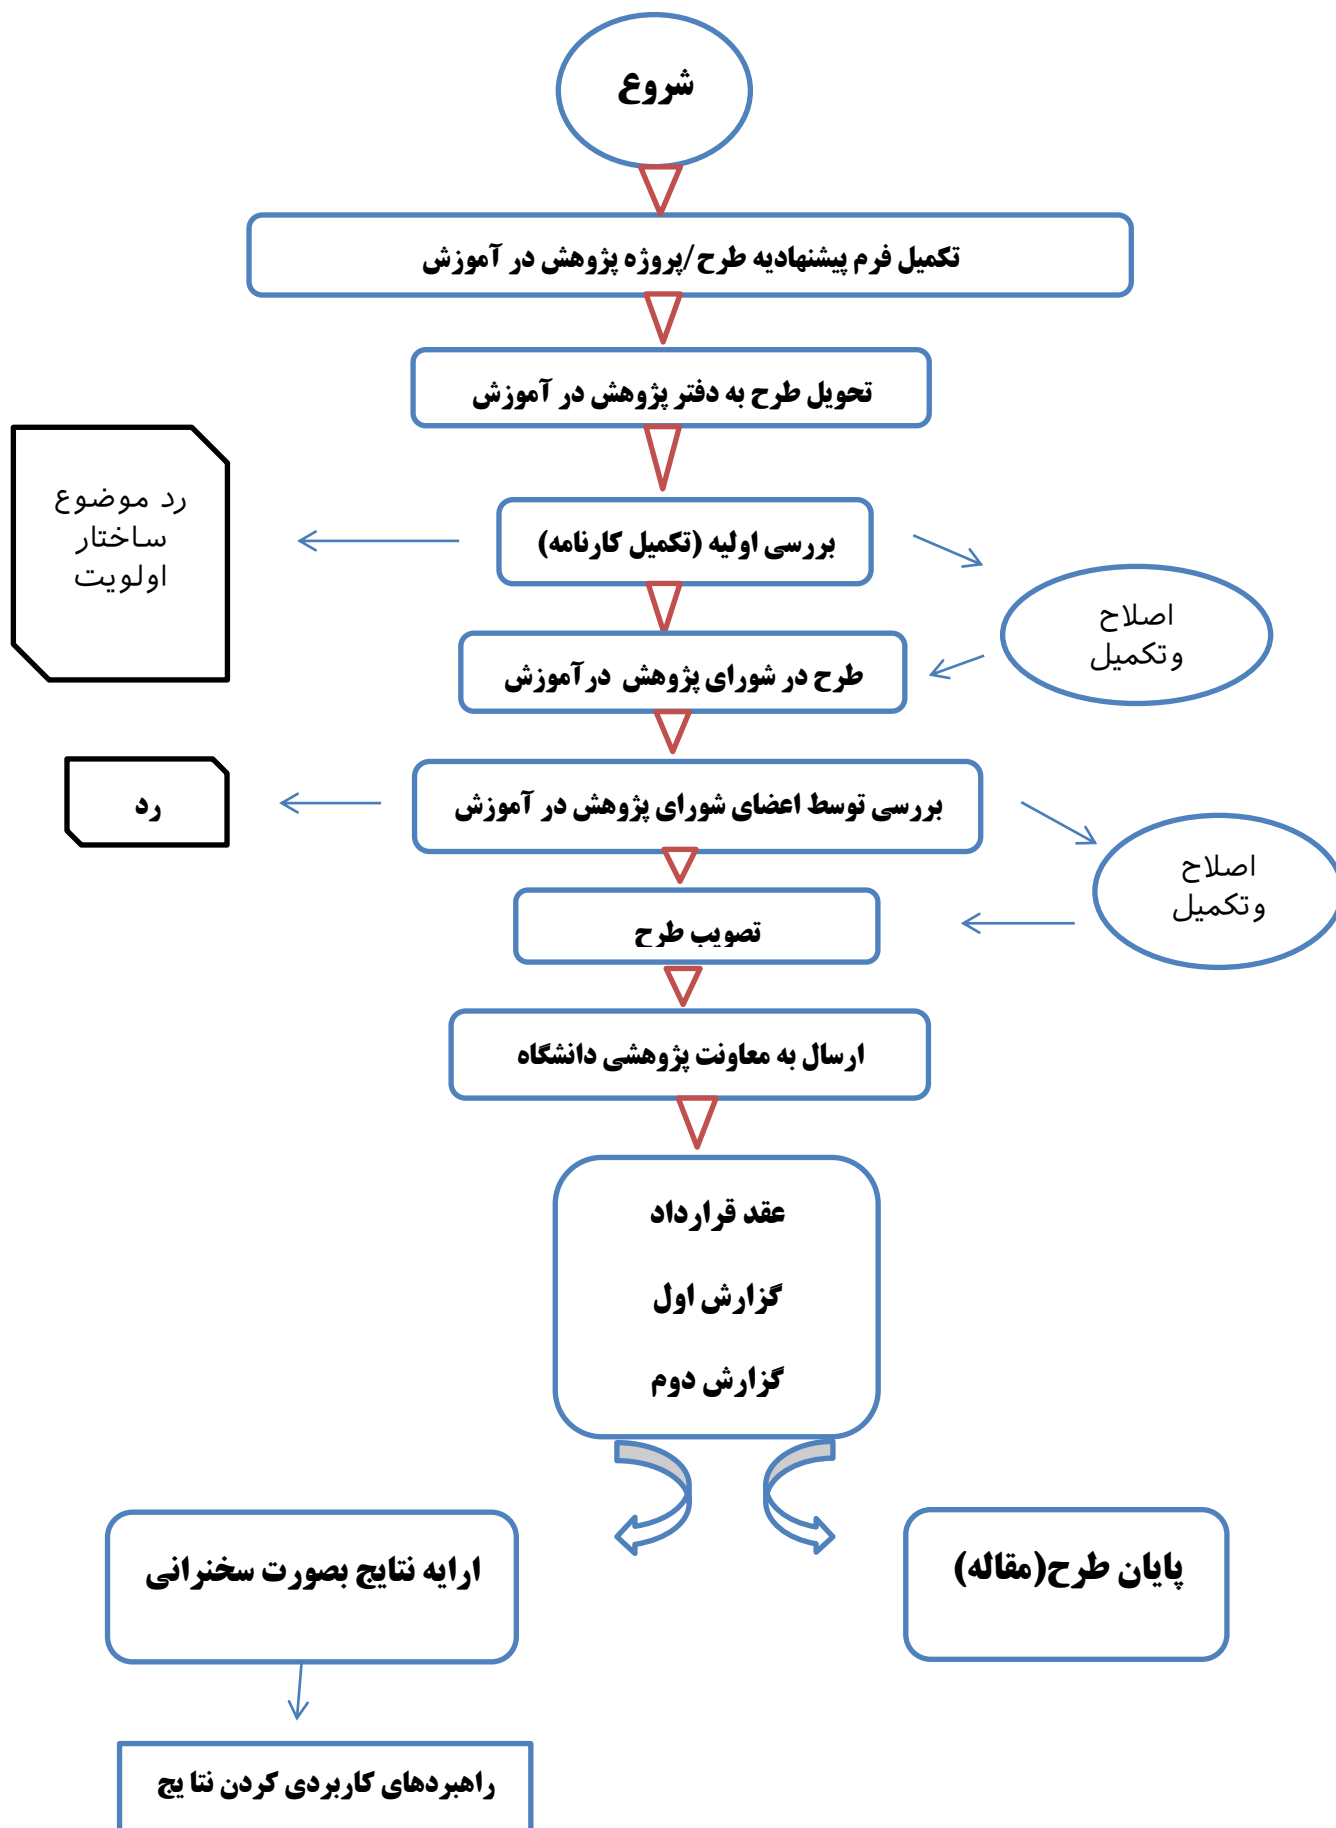 شروع
تکمیل فرم پیشنهادیه طرح/پروژه پژوهش در آموزش
تحویل طرح به دفتر پژوهش در آموزش
بررسی اولیه (تکمیل کارنامه)
رد موضوع
ساختار
اولویت
اصلاح
وتکمیل
طرح در شورای پژوهش درآموزش
بررسی توسط اعضای شورای پژوهش در آموزش
رد
اصلاح
وتکمیل
تصویب طرح
ارسال به معاونت پژوهشی دانشگاه
عقد قرارداد
گزارش اول
گزارش دوم
پایان طرح(مقاله)
ارایه نتایج بصورت سخنرانی
راهبردهای کاربردی کردن نتا یج